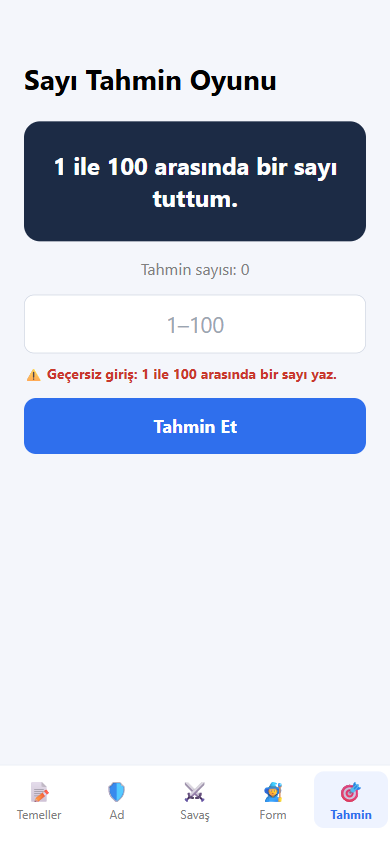 Sayı Tahmin Oyunu
1 ile 100 arasında bir sayı
tuttum.
Tahmin sayısı: 0
1–100
⚠️ Geçersiz giriş: 1 ile 100 arasında bir sayı yaz.
Tahmin Et
Temeller
Ad
Savaş
Form
Tahmin